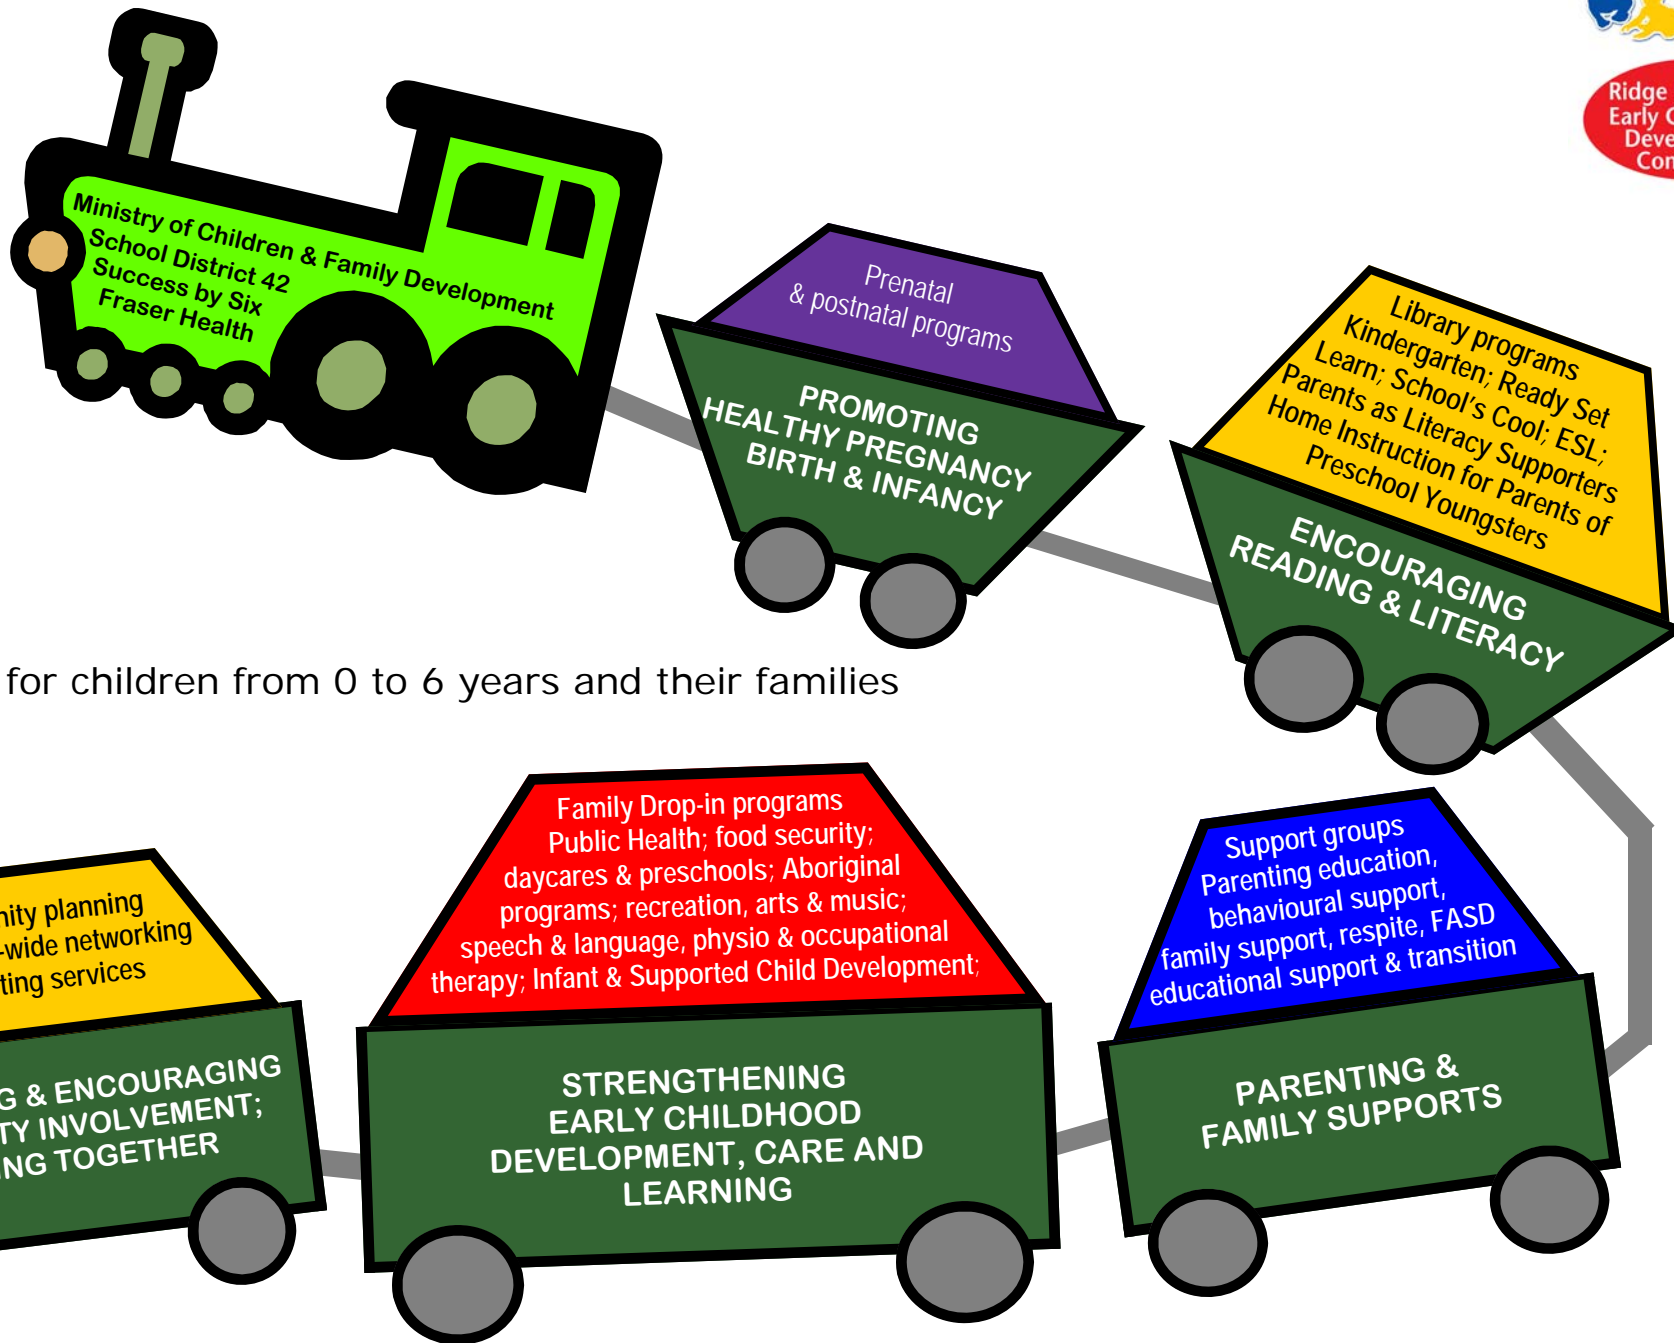 Ridge
Early
Ministry of Children & Family Development
School District 42
Success by Six
Fraser Health
Prenatal
& postnatal programs
PROMOTING
HEALTHY PREGNANCY
BIRTH & INFANCY
Library programs
Kindergarten; Ready Set
Learn; School's Cool; ESL;
Parents as Literacy Supporters
Home Instruction for Parents of
Preschool Youngsters
ENCOURAGING
READING & LITERACY
for children from 0 to 6 years and their families
Support groups
Parenting education,
behavioural support,
family support, respite, FASD
educational support & transition
PARENTING &
FAMILY SUPPORTS
Family Drop-in programs
Public Health; food security;
daycares & preschools; Aboriginal
programs; recreation, arts & music;
speech & language, physio & occupational
therapy; Infant & Supported Child Development;
STRENGTHENING
EARLY CHILDHOOD
DEVELOPMENT, CARE AND
LEARNING
planning
-wide networking
services
& ENCOURAGING
INVOLVEMENT;
TOGETHER